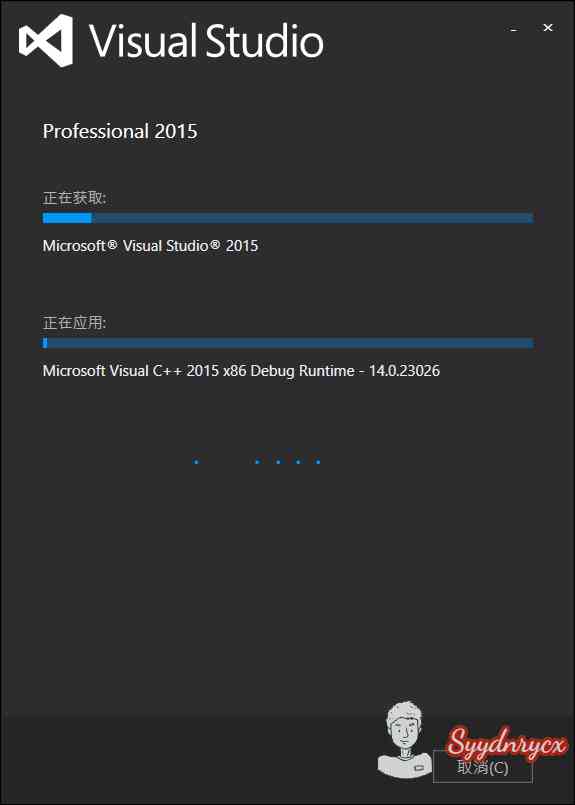 Visual Studio
Professional 2015
正在获取:
Microsoft® Visual Studio® 2015
正在应用:
Microsoft Visual C++ 2015 x86 Debug Runtime - 14.0.23026
Syydnrycx
取消(C)